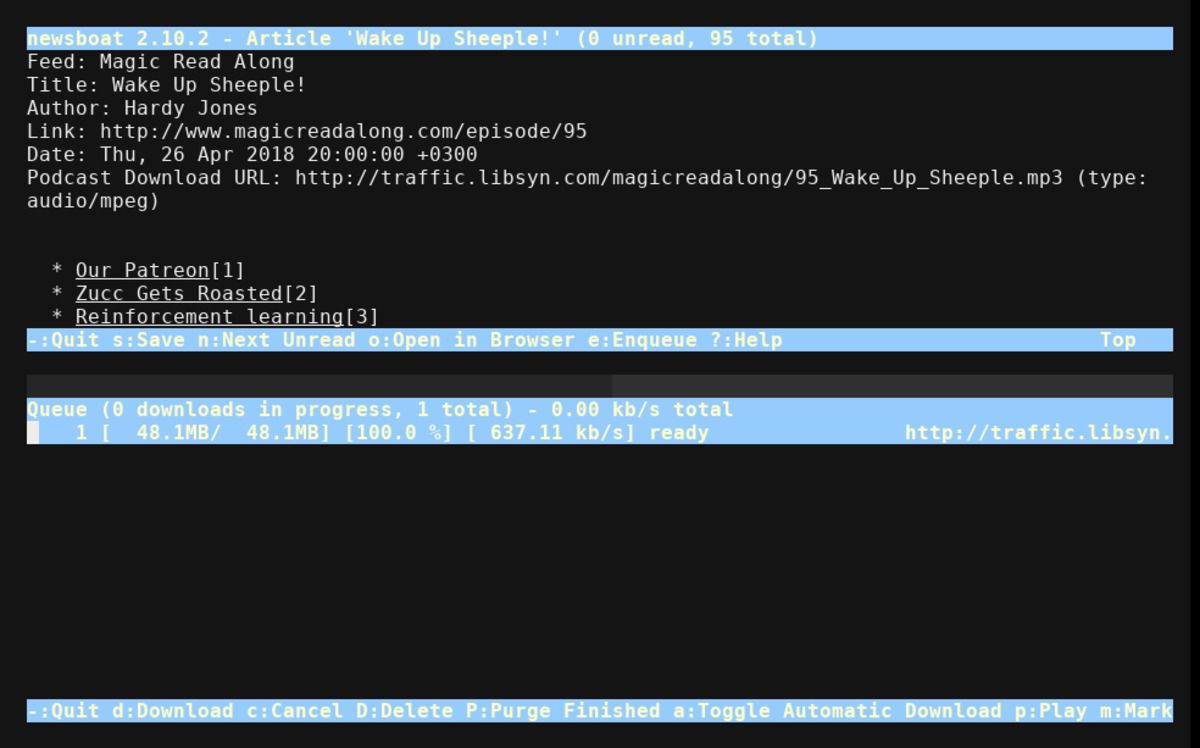 newsboat 2.10.2 - Article 'Wake Up Sheeple!' (0 unread, 95 total)
Feed: Magic Read Along
Title: Wake Up Sheeple!
Author: Hardy Jones
Link: http://www.magicreadalong.com/episode/95
Date: Thu, 26 Apr 2018 20:00:00 +0300
Podcast Download URL: http://traffic.libsyn.com/magicreadalong/95_Wake_Up_Sheeple.mp3 (type:
audio/mpeg)
* Our Patreon[1]
* Zucc Gets Roasted[2]
* Reinforcement learning[3]
-:Quit s:Save n:Next Unread o:Open in Browser e:Enqueue ?:Help Top
Queue (0 downloads in progress, 1 total) - 0.00 kb/s total
1 [ 48.1MB/ 48.1MB] [100.0 %] [ 637.11 kb/s] ready http://traffic.libsyn.
-:Quit d:Download c:Cancel D:Delete P:Purge Finished a:Toggle Automatic Download p:Play m:Mark